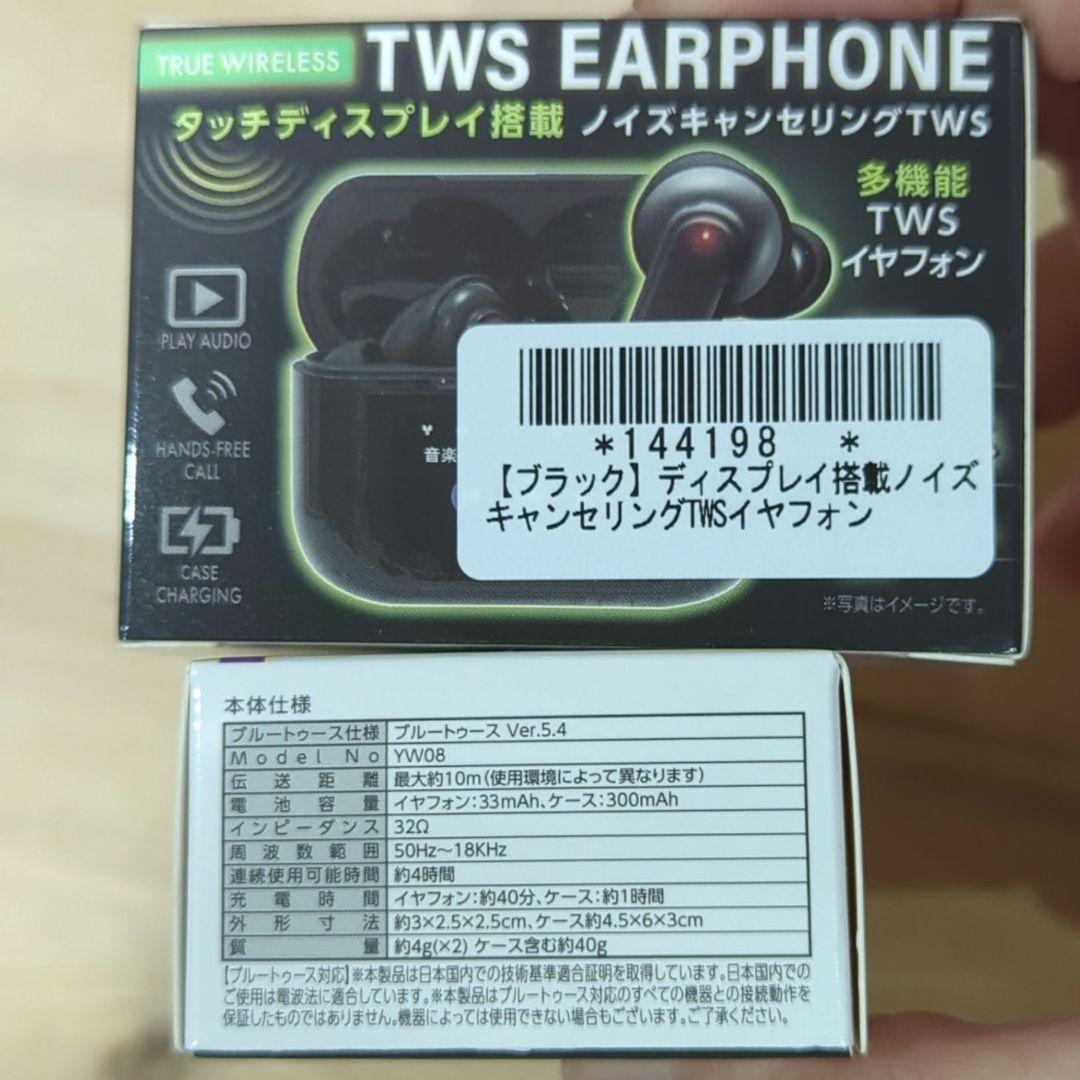 TRUE WIRELESS TWS EARPHONE
タッチディスプレイ搭載 ノイズキャンセリングTWS
多機能
TWS
イヤフォン
PLAY AUDIO
HANDS-FREE
CALL
CASE
CHARGING
音楽
*144198 *
【ブラック】ディスプレイ搭載ノイズ
キャンセリングTWSイヤフォン
※写真はイメージです。
本体仕様
ブルートゥース仕様 ブルートゥース Ver.5.4
Model No YW08
伝送距離 最大約10m(使用環境によって異なります)
電池容量 イヤフォン:33mAh、ケース:300mAh
インピーダンス 32Ω
周波数範囲 50Hz~18KHz
連続使用可能時間 約4時間
充電時間 イヤフォン:約40分、ケース:約1時間
外形寸法 約3×2.5×2.5cm、ケース約4.5×6×3cm
質量 約4g(×2) ケース含む約40g
【ブルートゥース対応】※本製品は日本国内での技術基準適合証明を取得しています。日本国内での
ご使用は電波法に適合しています。※本製品はブルートゥース対応のすべての機器との接続動作を
保証したものではありません。機器によっては使用できない場合もございます。ご了承ください。